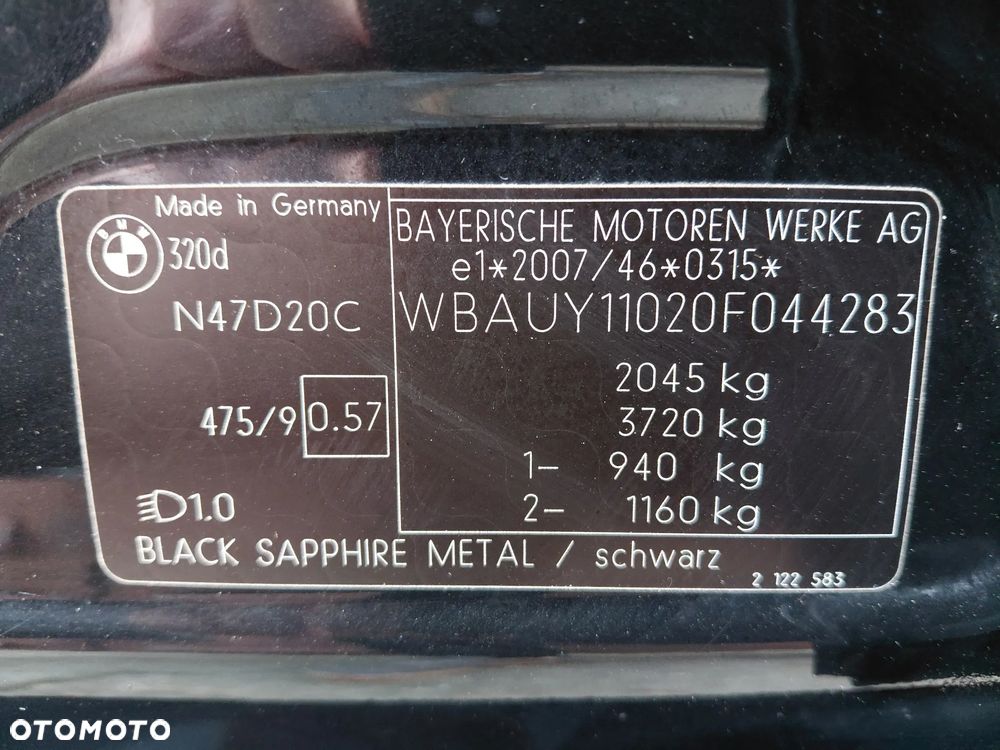 Made in Germany
BMW
320d
N47D20C
475/9 0.57
1.0
BAYERISCHE MOTOREN WERKE AG
e1*2007/46*0315*
WBAUY11020F044283
2045 kg
3720 kg
1- 940 kg
2- 1160 kg
BLACK SAPPHIRE METAL / schwarz
2 122 583
OTOMOTO